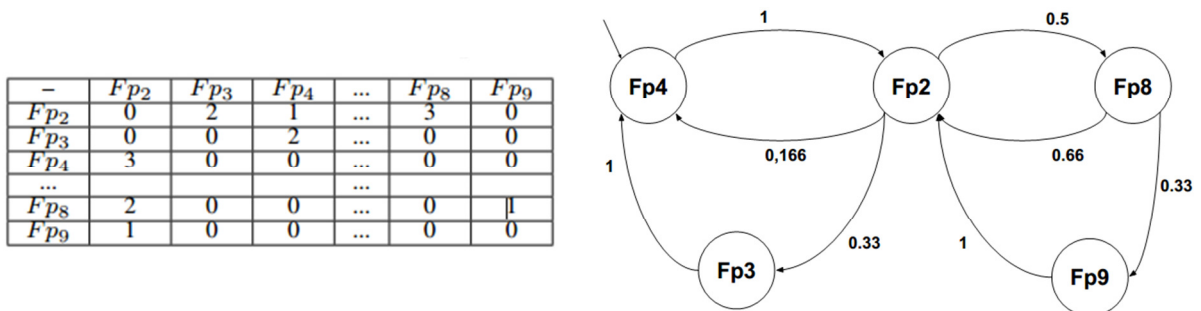 – Fp2 Fp3 Fp4 ... Fp8 Fp9
Fp2 0 2 1 ... 3 0
Fp3 0 0 2 ... 0 0
Fp4 3 0 0 ... 0 0
... ...
Fp8 2 0 0 ... 0 1
Fp9 1 0 0 ... 0 0
1
0.5
Fp4
Fp2
Fp8
0,166
0.66
1
0.33
0.33
1
Fp3
Fp9